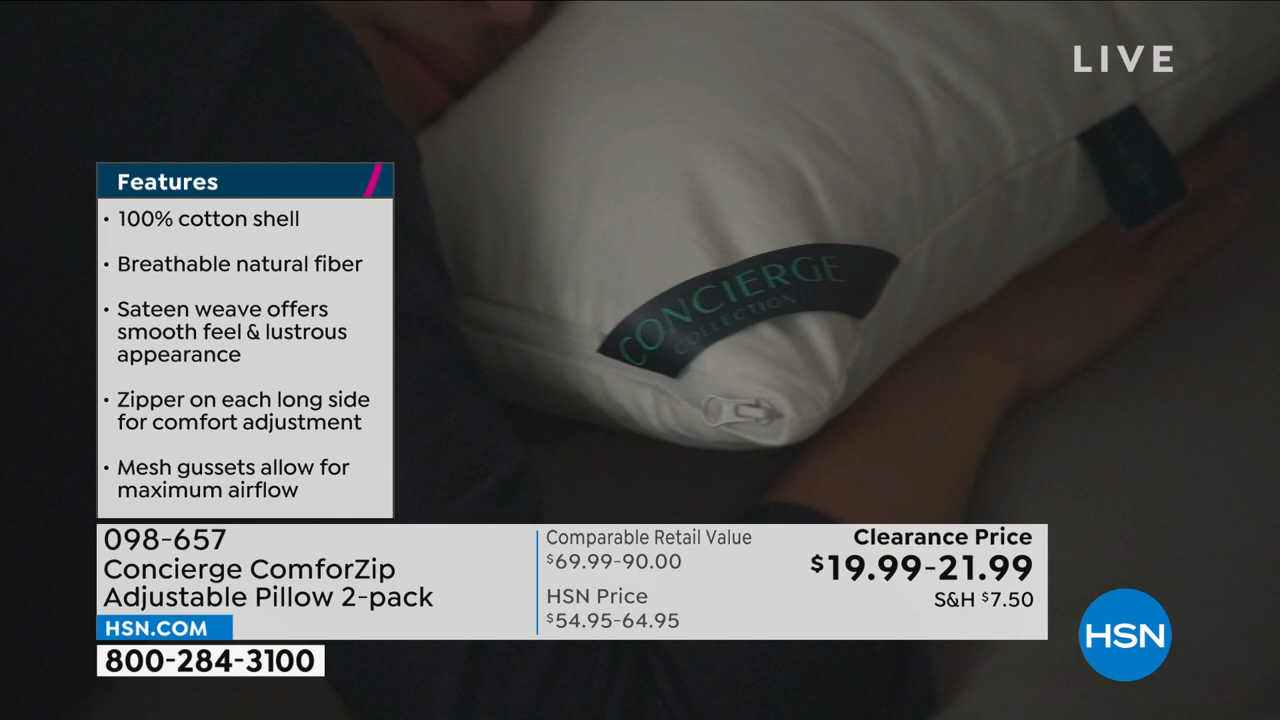 LIVE
Features
• 100% cotton shell
• Breathable natural fiber
• Sateen weave offers
smooth feel & lustrous
appearance
• Zipper on each long side
for comfort adjustment
• Mesh gussets allow for
maximum airflow
CONCIERGE
COLLECTION
098-657
Concierge ComforZip
Adjustable Pillow 2-pack
HSN.COM
800-284-3100
Comparable Retail Value
$69.99-90.00
HSN Price
$54.95-64.95
Clearance Price
$19.99-21.99
S&H $7.50
HSN